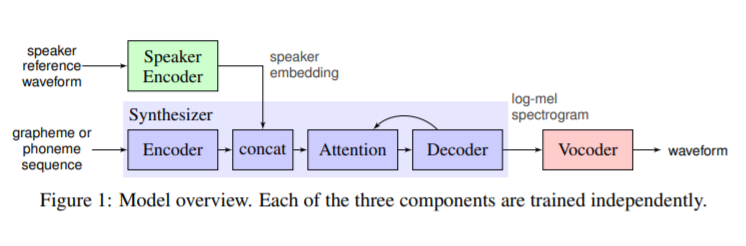 speaker
reference
waveform
Speaker
Encoder
speaker
embedding
Synthesizer
log-mel
spectrogram
grapheme or
phoneme
sequence
Encoder
concat
Attention
Decoder
Vocoder
waveform
Figure 1: Model overview. Each of the three components are trained independently.